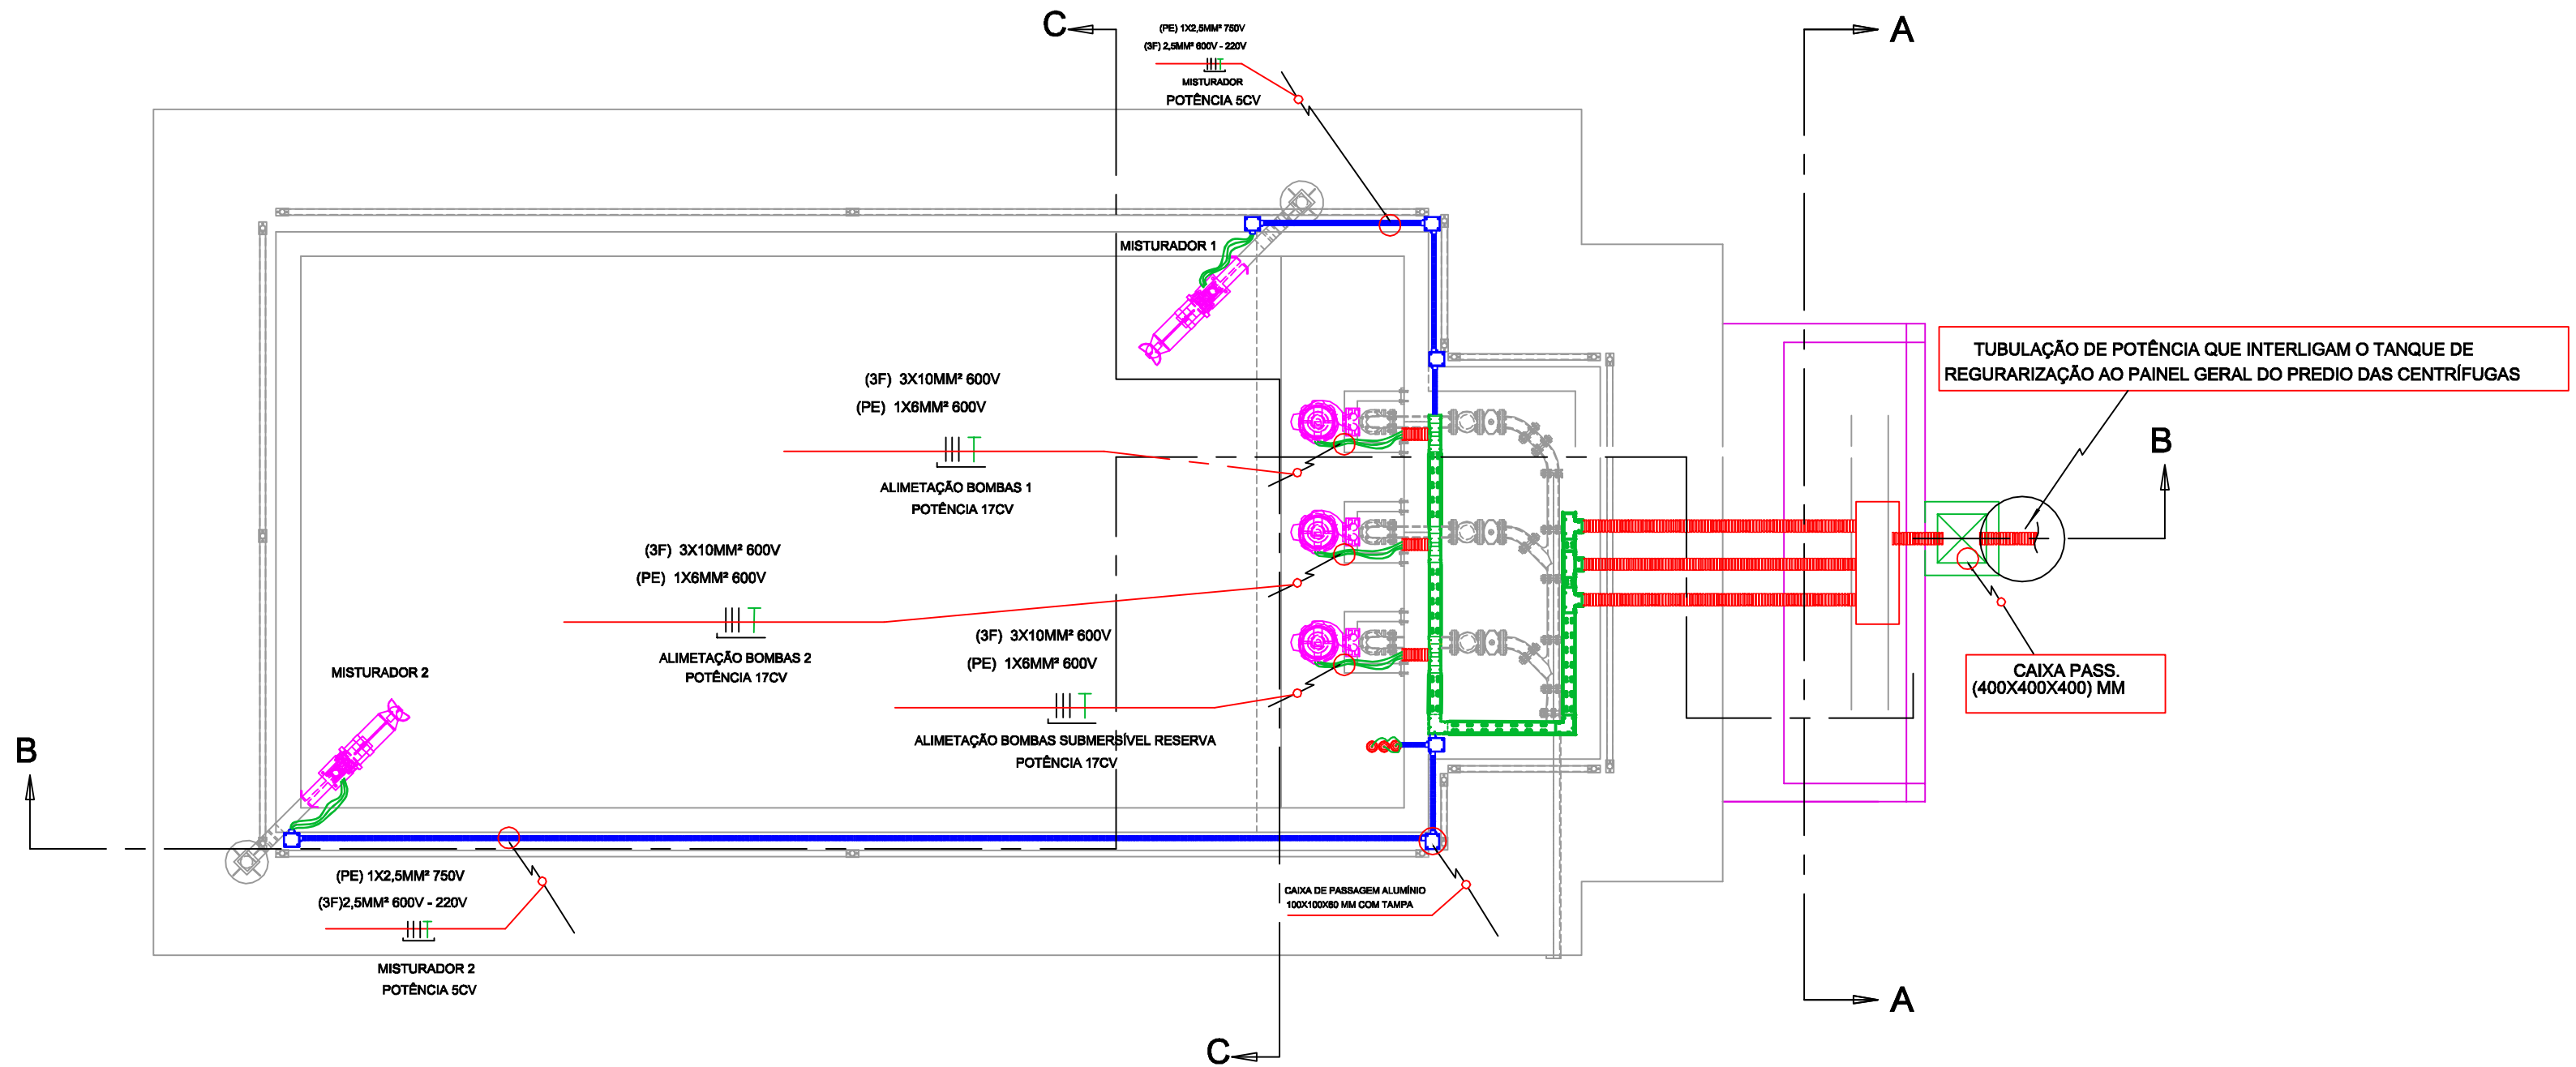 C
(PE) 1X2,5MM² 750V
(3F) 2,5MM² 600V - 220V
MISTURADOR
POTÊNCIA 5CV
A
MISTURADOR 1
TUBULAÇÃO DE POTÊNCIA QUE INTERLIGAM O TANQUE DE
REGURARIZAÇÃO AO PAINEL GERAL DO PREDIO DAS CENTRÍFUGAS
(3F) 3X10MM² 600V
(PE) 1X6MM² 600V
ALIMETAÇÃO BOMBAS 1
POTÊNCIA 17CV
B
(3F) 3X10MM² 600V
(PE) 1X6MM² 600V
ALIMETAÇÃO BOMBAS 2
POTÊNCIA 17CV
(3F) 3X10MM² 600V
(PE) 1X6MM² 600V
ALIMETAÇÃO BOMBAS SUBMERSÍVEL RESERVA
POTÊNCIA 17CV
MISTURADOR 2
CAIXA PASS.
(400X400X400) MM
B
(PE) 1X2,5MM² 750V
(3F)2,5MM² 600V - 220V
MISTURADOR 2
POTÊNCIA 5CV
CAIXA DE PASSAGEM ALUMÍNIO
100X100X60 MM COM TAMPA
A
C